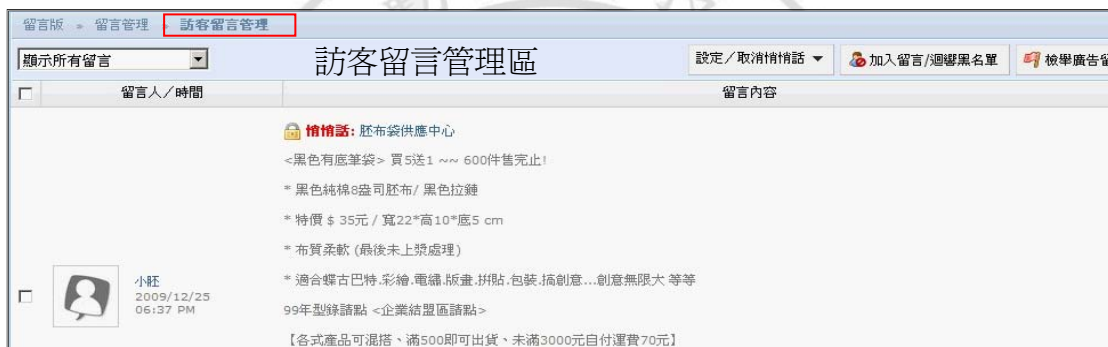 留言版 » 留言管理 » 訪客留言管理
顯示所有留言 訪客留言管理區 設定／取消悄悄話 加入留言/迴響黑名單 檢舉廣告留
留言人／時間 留言內容
悄悄話: 胚布袋供應中心
<黑色有底筆袋> 買5送1 ~~ 600件售完止!
* 黑色純棉8盎司胚布/ 黑色拉鏈
* 特價 $ 35元 / 寬22*高10*底5 cm
* 布質柔軟 (最後未上漿處理)
* 適合蝶古巴特.彩繪.電繡.版畫.拼貼.包裝.搞創意...創意無限大 等等
小胚
2009/12/25
06:37 PM
99年型錄請點 <企業結盟區請點>
【各式產品可混搭、滿500即可出貨、未滿3000元自付運費70元】